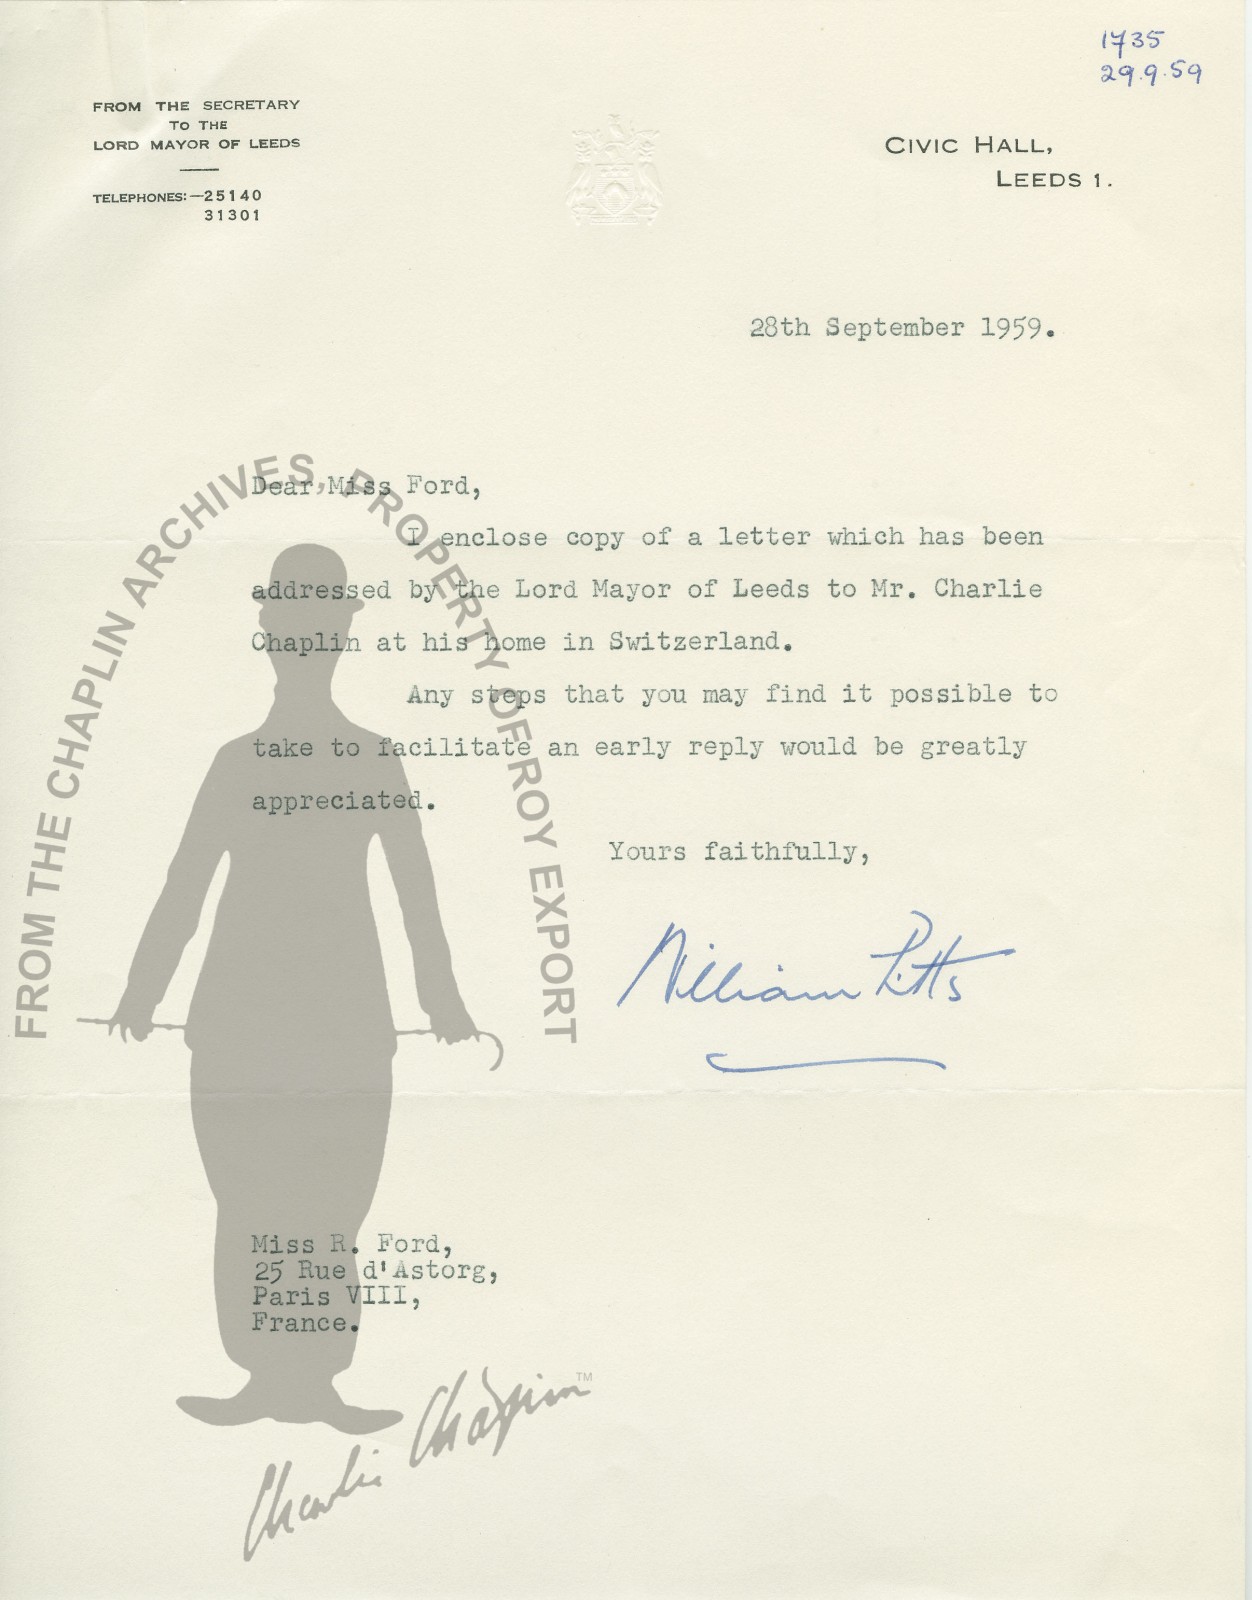 1735
29.9.59
FROM THE SECRETARY
TO THE
LORD MAYOR OF LEEDS
TELEPHONES:—25140
31301
CIVIC HALL,
LEEDS 1.
28th September 1959.
Dear Miss Ford,
I enclose copy of a letter which has been
addressed by the Lord Mayor of Leeds to Mr. Charlie
Chaplin at his home in Switzerland.
Any steps that you may find it possible to
take to facilitate an early reply would be greatly
appreciated.
Yours faithfully,
William Pitts
Miss R. Ford,
25 Rue d'Astorg,
Paris VIII,
France.
FROM THE CHAPLIN ARCHIVES, PROPERTY OF ROY EXPORT
Charlie Chaplin™